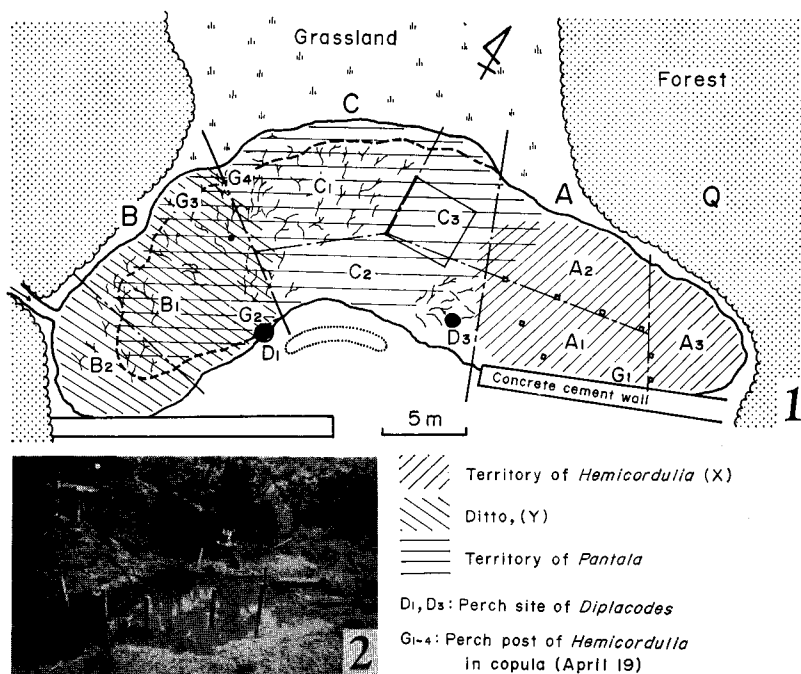 Grassland
Forest
C
A
Q
B
G4
G3
C1
C3
A2
C2
B1
G2
B2
D1
D3
A1
A3
G1
Concrete cement wall
5 m
1
2
Territory of Hemicordulia (X)
Ditto, (Y)
Territory of Pantala
D1, D3: Perch site of Diplacodes
G1-4: Perch post of Hemicordulla
in copula (April 19)